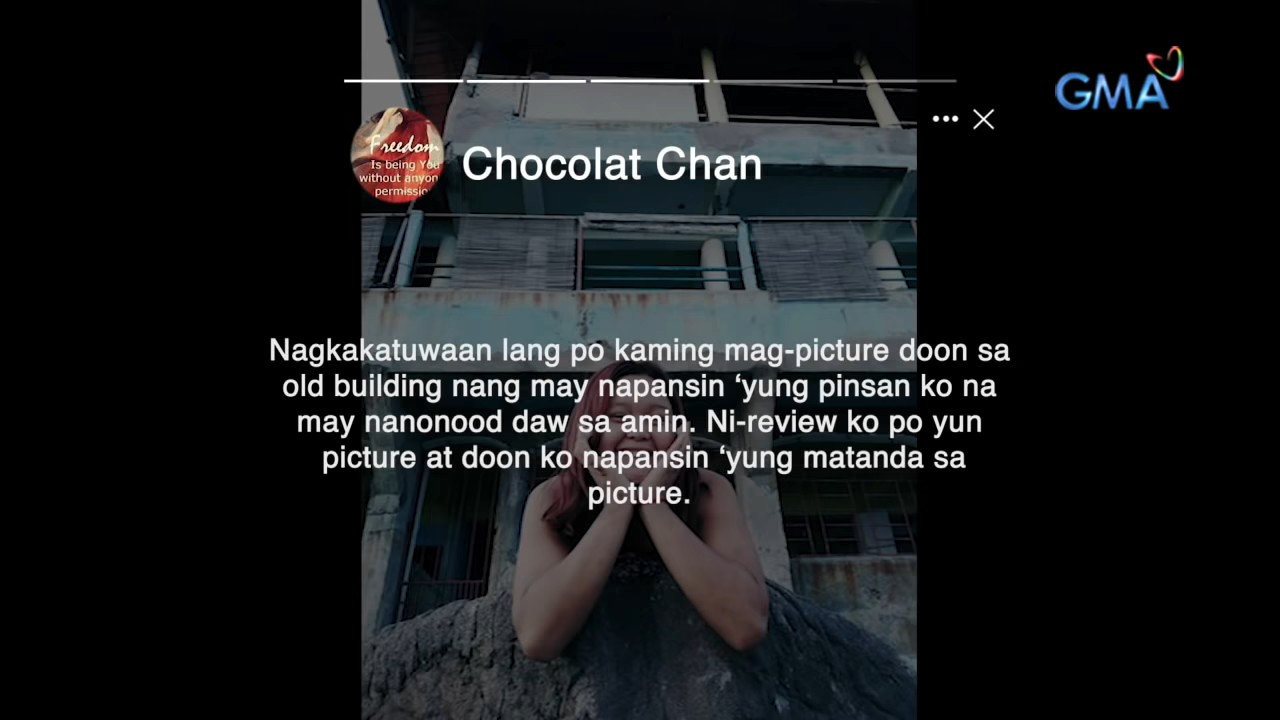 GMA
Freedom
Is being You
without anyon
permissio
Chocolat Chan
Nagkakatuwaan lang po kaming mag-picture doon sa
old building nang may napansin ‘yung pinsan ko na
may nanonood daw sa amin. Ni-review ko po yun
picture at doon ko napansin ‘yung matanda sa
picture.